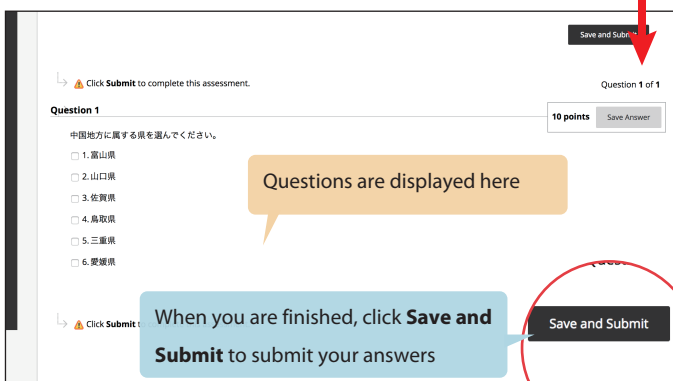 Save and Submit
Click Submit to complete this assessment.
Question 1 of 1
Question 1
10 points
Save Answer
中国地方に属する県を選んでください。
1. 富山県
2. 山口県
3. 佐賀県
4. 鳥取県
5. 三重県
6. 愛媛県
Questions are displayed here
Click Submit
When you are finished, click Save and
Submit to submit your answers
Save and Submit